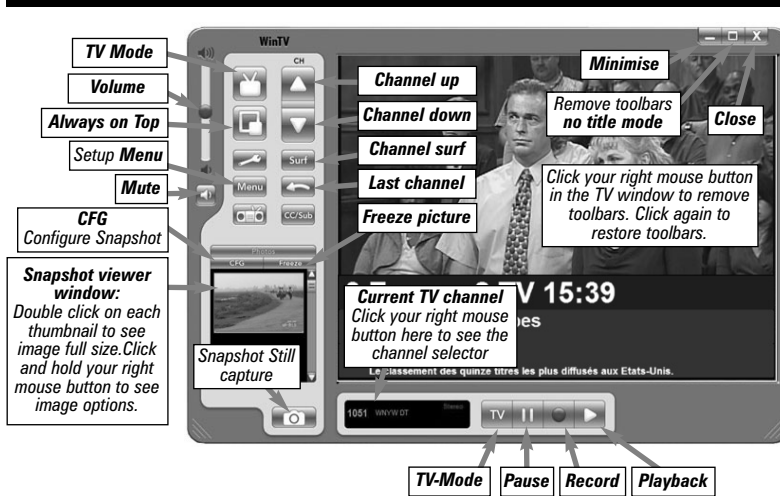 WinTV
CH
TV Mode
Volume
Always on Top
Setup Menu
Mute
CFG
Configure Snapshot
Snapshot viewer
window:
Double click on each
thumbnail to see
image full size.Click
and hold your right
mouse button to see
image options.
Channel up
Channel down
Channel surf
Last channel
Freeze picture
Surf
Menu
CC/Sub
Photos
CFG
Freeze
Snapshot Still
capture
Minimise
Remove toolbars
no title mode
Close
X
Click your right mouse button
in the TV window to remove
toolbars. Click again to
restore toolbars.
TV 15:39
Current TV channel
Click your right mouse
button here to see the
channel selector
Le classement des quinze titres les plus diffusés aux Etats-Unis.
1051 WNYW DT Stereo
TV
TV-Mode
Pause
Record
Playback